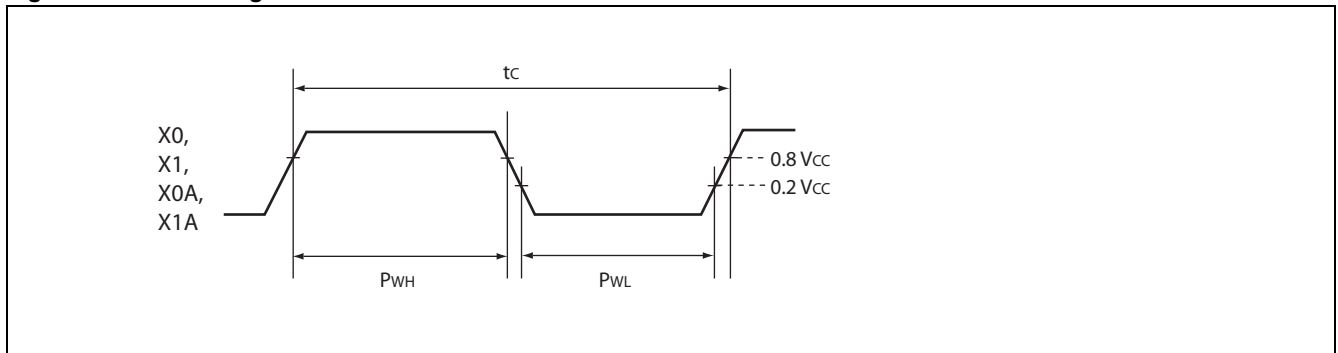 tC
X0,
X1,
X0A,
X1A
0.8 VCC
0.2 VCC
PWH
PWL